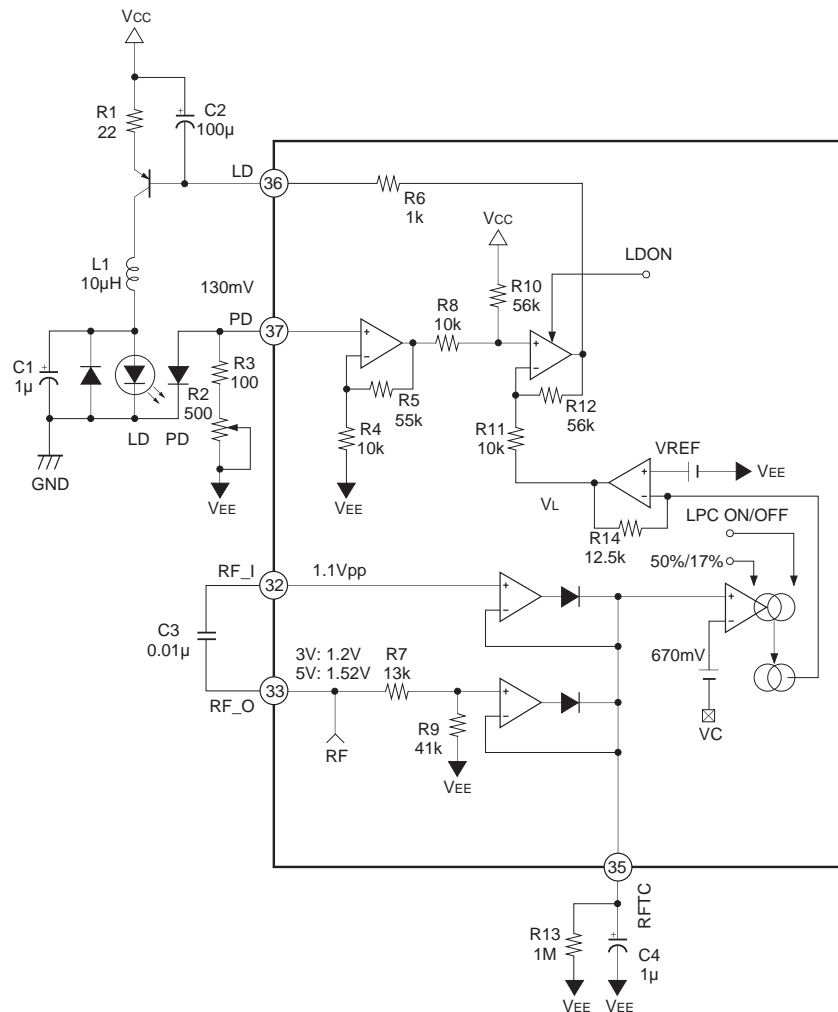 VCC
R1
22
C2
100μ
LD
36
R6
1k
VCC
LDON
L1
10μH
130mV
PD
37
R8
10k
R10
56k
C1
1μ
R3
100
R2
500
R5
55k
R12
56k
R4
10k
R11
10k
LD
PD
GND
VEE
VEE
VREF
VEE
VL
R14
12.5k
LPC ON/OFF
50%/17%
RF_I
32
1.1Vpp
C3
0.01μ
3V: 1.2V
5V: 1.52V
R7
13k
670mV
33
RF_O
RF
R9
41k
VEE
VC
35
RFTC
R13
1M
C4
1μ
VEE
VEE